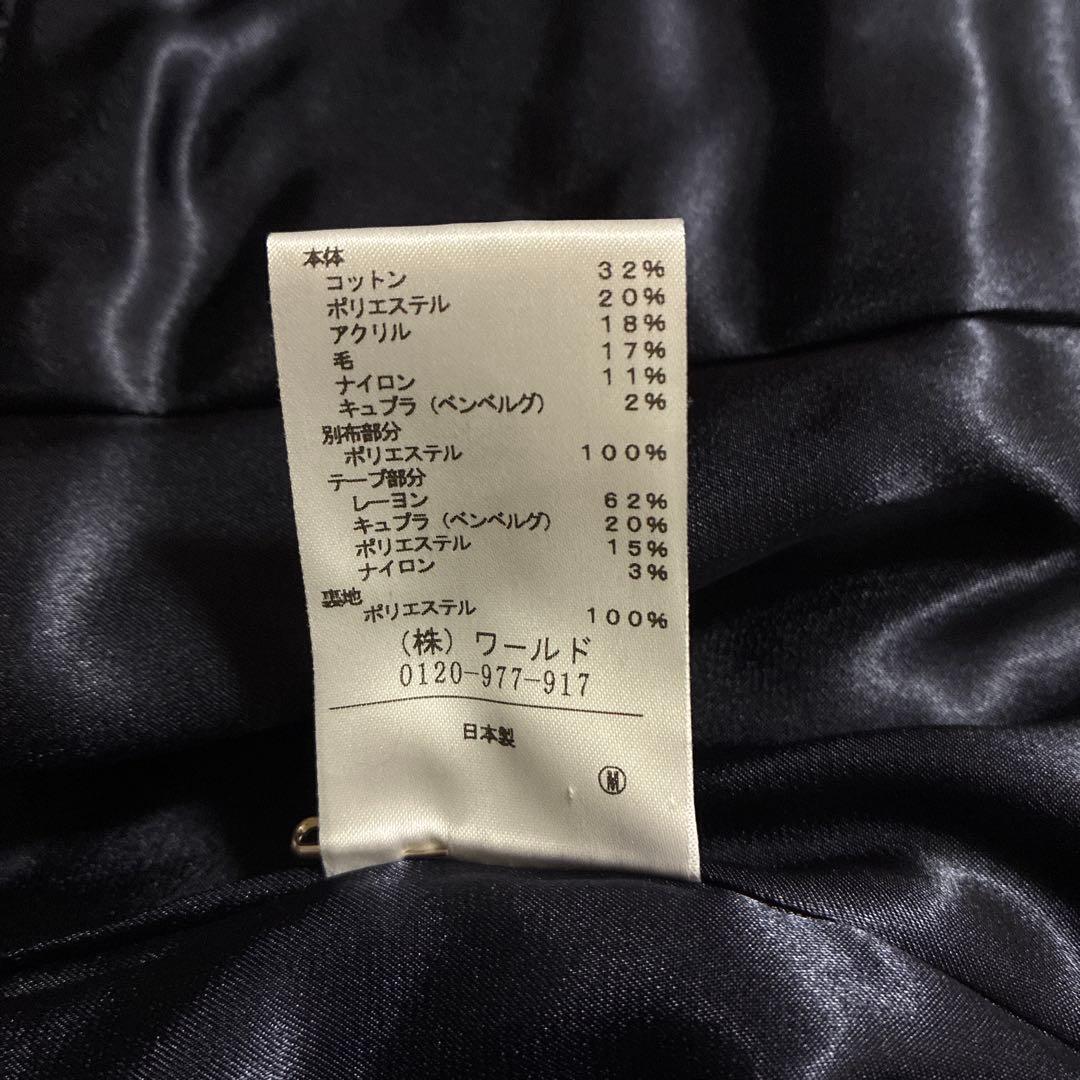 本体
コットン 32%
ポリエステル 20%
アクリル 18%
毛 17%
ナイロン 11%
キュプラ（ベンベルグ） 2%
別布部分
ポリエステル 100%
テープ部分
レーヨン 62%
キュプラ（ベンベルグ） 20%
ポリエステル 15%
ナイロン 3%
裏地
ポリエステル 100%
（株）ワールド
0120-977-917
日本製
Ⓜ